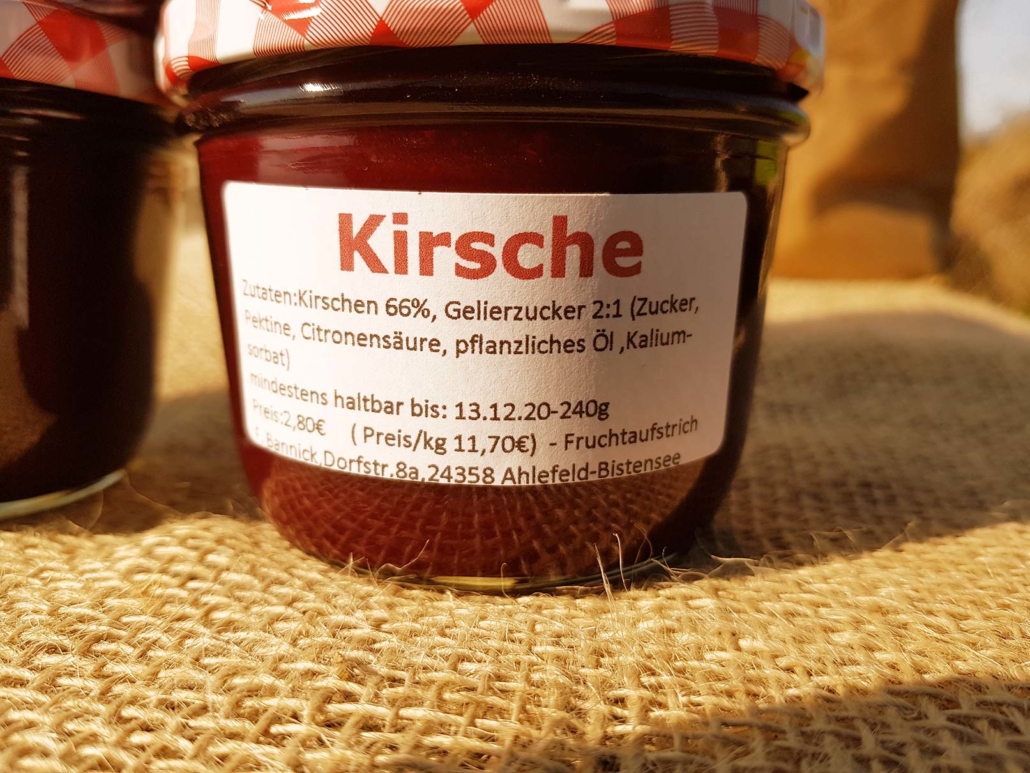 Kirsche
Zutaten:Kirschen 66%, Gelierzucker 2:1 (Zucker,
Pektine, Citronensäure, pflanzliches Öl ,Kalium-
sorbat)
mindestens haltbar bis: 13.12.20-240g
Preis:2,80€ ( Preis/kg 11,70€) - Fruchtaufstrich
Bannick,Dorfstr.8a,24358 Ahlefeld-Bistensee